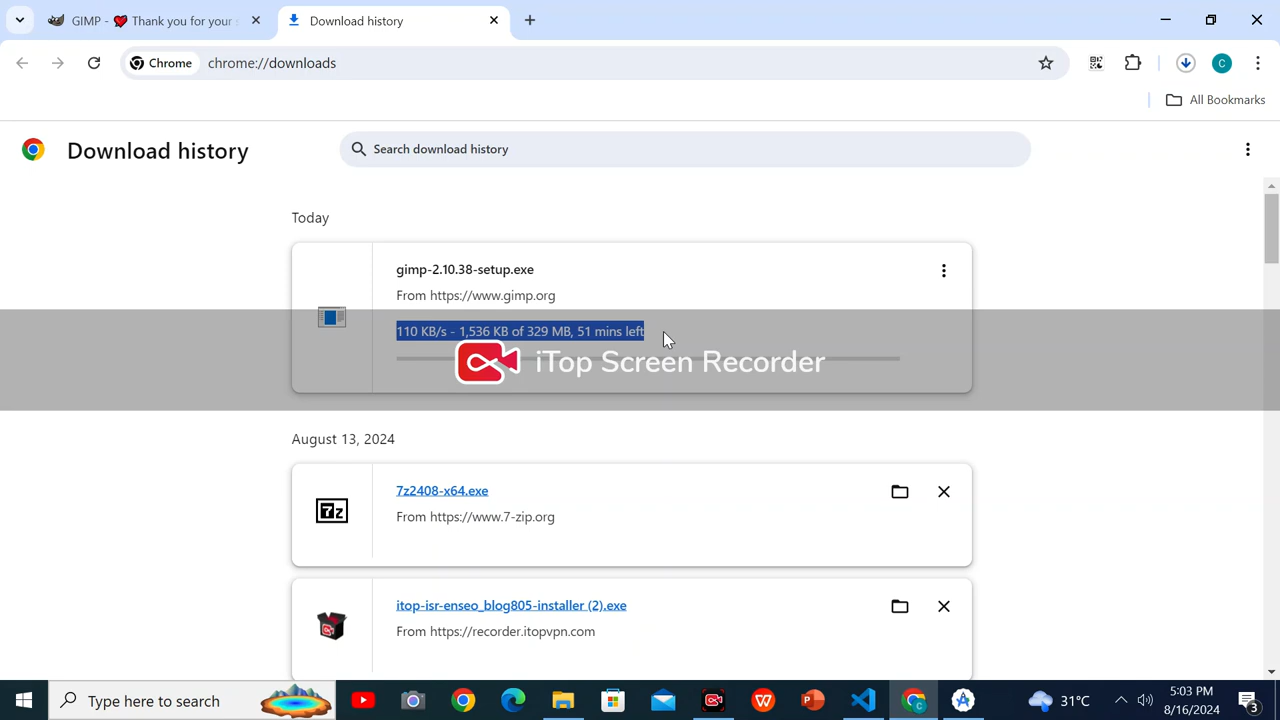 GIMP - ❤️ Thank you for your
Download history
Chrome
chrome://downloads
C
All Bookmarks
Download history
Search download history
Today
gimp-2.10.38-setup.exe
From https://www.gimp.org
110 KB/s - 1,536 KB of 329 MB, 51 mins left
iTop Screen Recorder
August 13, 2024
7z
7z2408-x64.exe
From https://www.7-zip.org
itop-isr-enseo_blog805-installer (2).exe
From https://recorder.itopvpn.com
Type here to search
31°C
5:03 PM
8/16/2024
3